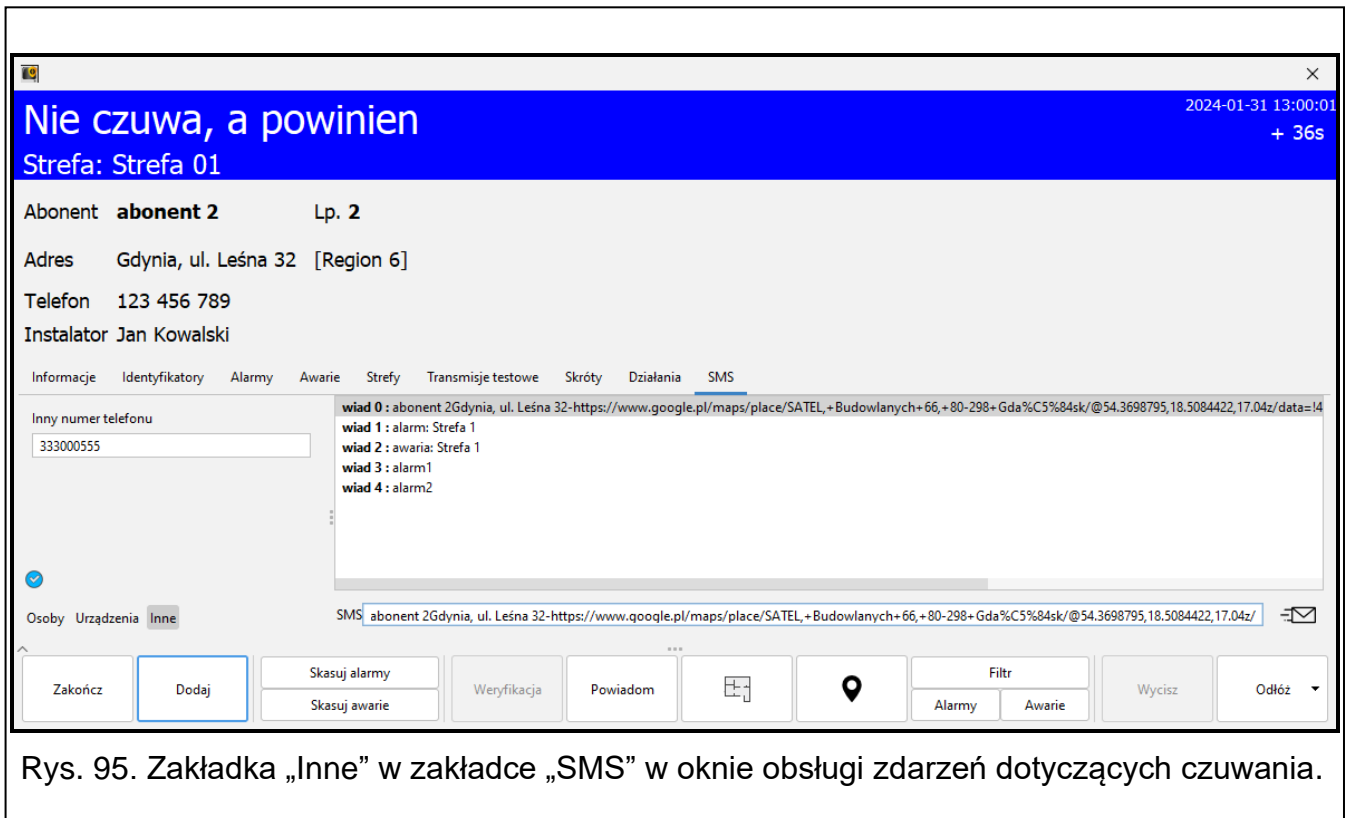 Nie czuwa, a powinien
2024-01-31 13:00:01
+ 36s
Strefa: Strefa 01
Abonent abonent 2 Lp. 2
Adres Gdynia, ul. Leśna 32 [Region 6]
Telefon 123 456 789
Instalator Jan Kowalski
Informacje Identyfikatory Alarmy Awarie Strefy Transmisje testowe Skróty Działania SMS
Inny numer telefonu
333000555
wiad 0 : abonent 2Gdynia, ul. Leśna 32-https://www.google.pl/maps/place/SATEL,+Budowlanych+66,+80-298+Gda%C5%84sk/@54.3698795,18.5084422,17.04z/data=!4
wiad 1 : alarm: Strefa 1
wiad 2 : awaria: Strefa 1
wiad 3 : alarm1
wiad 4 : alarm2
Osoby Urządzenia Inne
SMS abonent 2Gdynia, ul. Leśna 32-https://www.google.pl/maps/place/SATEL,+Budowlanych+66,+80-298+Gda%C5%84sk/@54.3698795,18.5084422,17.04z/
Zakończ Dodaj
Skasuj alarmy
Skasuj awarie
Weryfikacja Powiadom
Filtr
Alarmy Awarie
Wycisz Odłóż
Rys. 95. Zakładka „Inne” w zakładce „SMS” w oknie obsługi zdarzeń dotyczących czuwania.